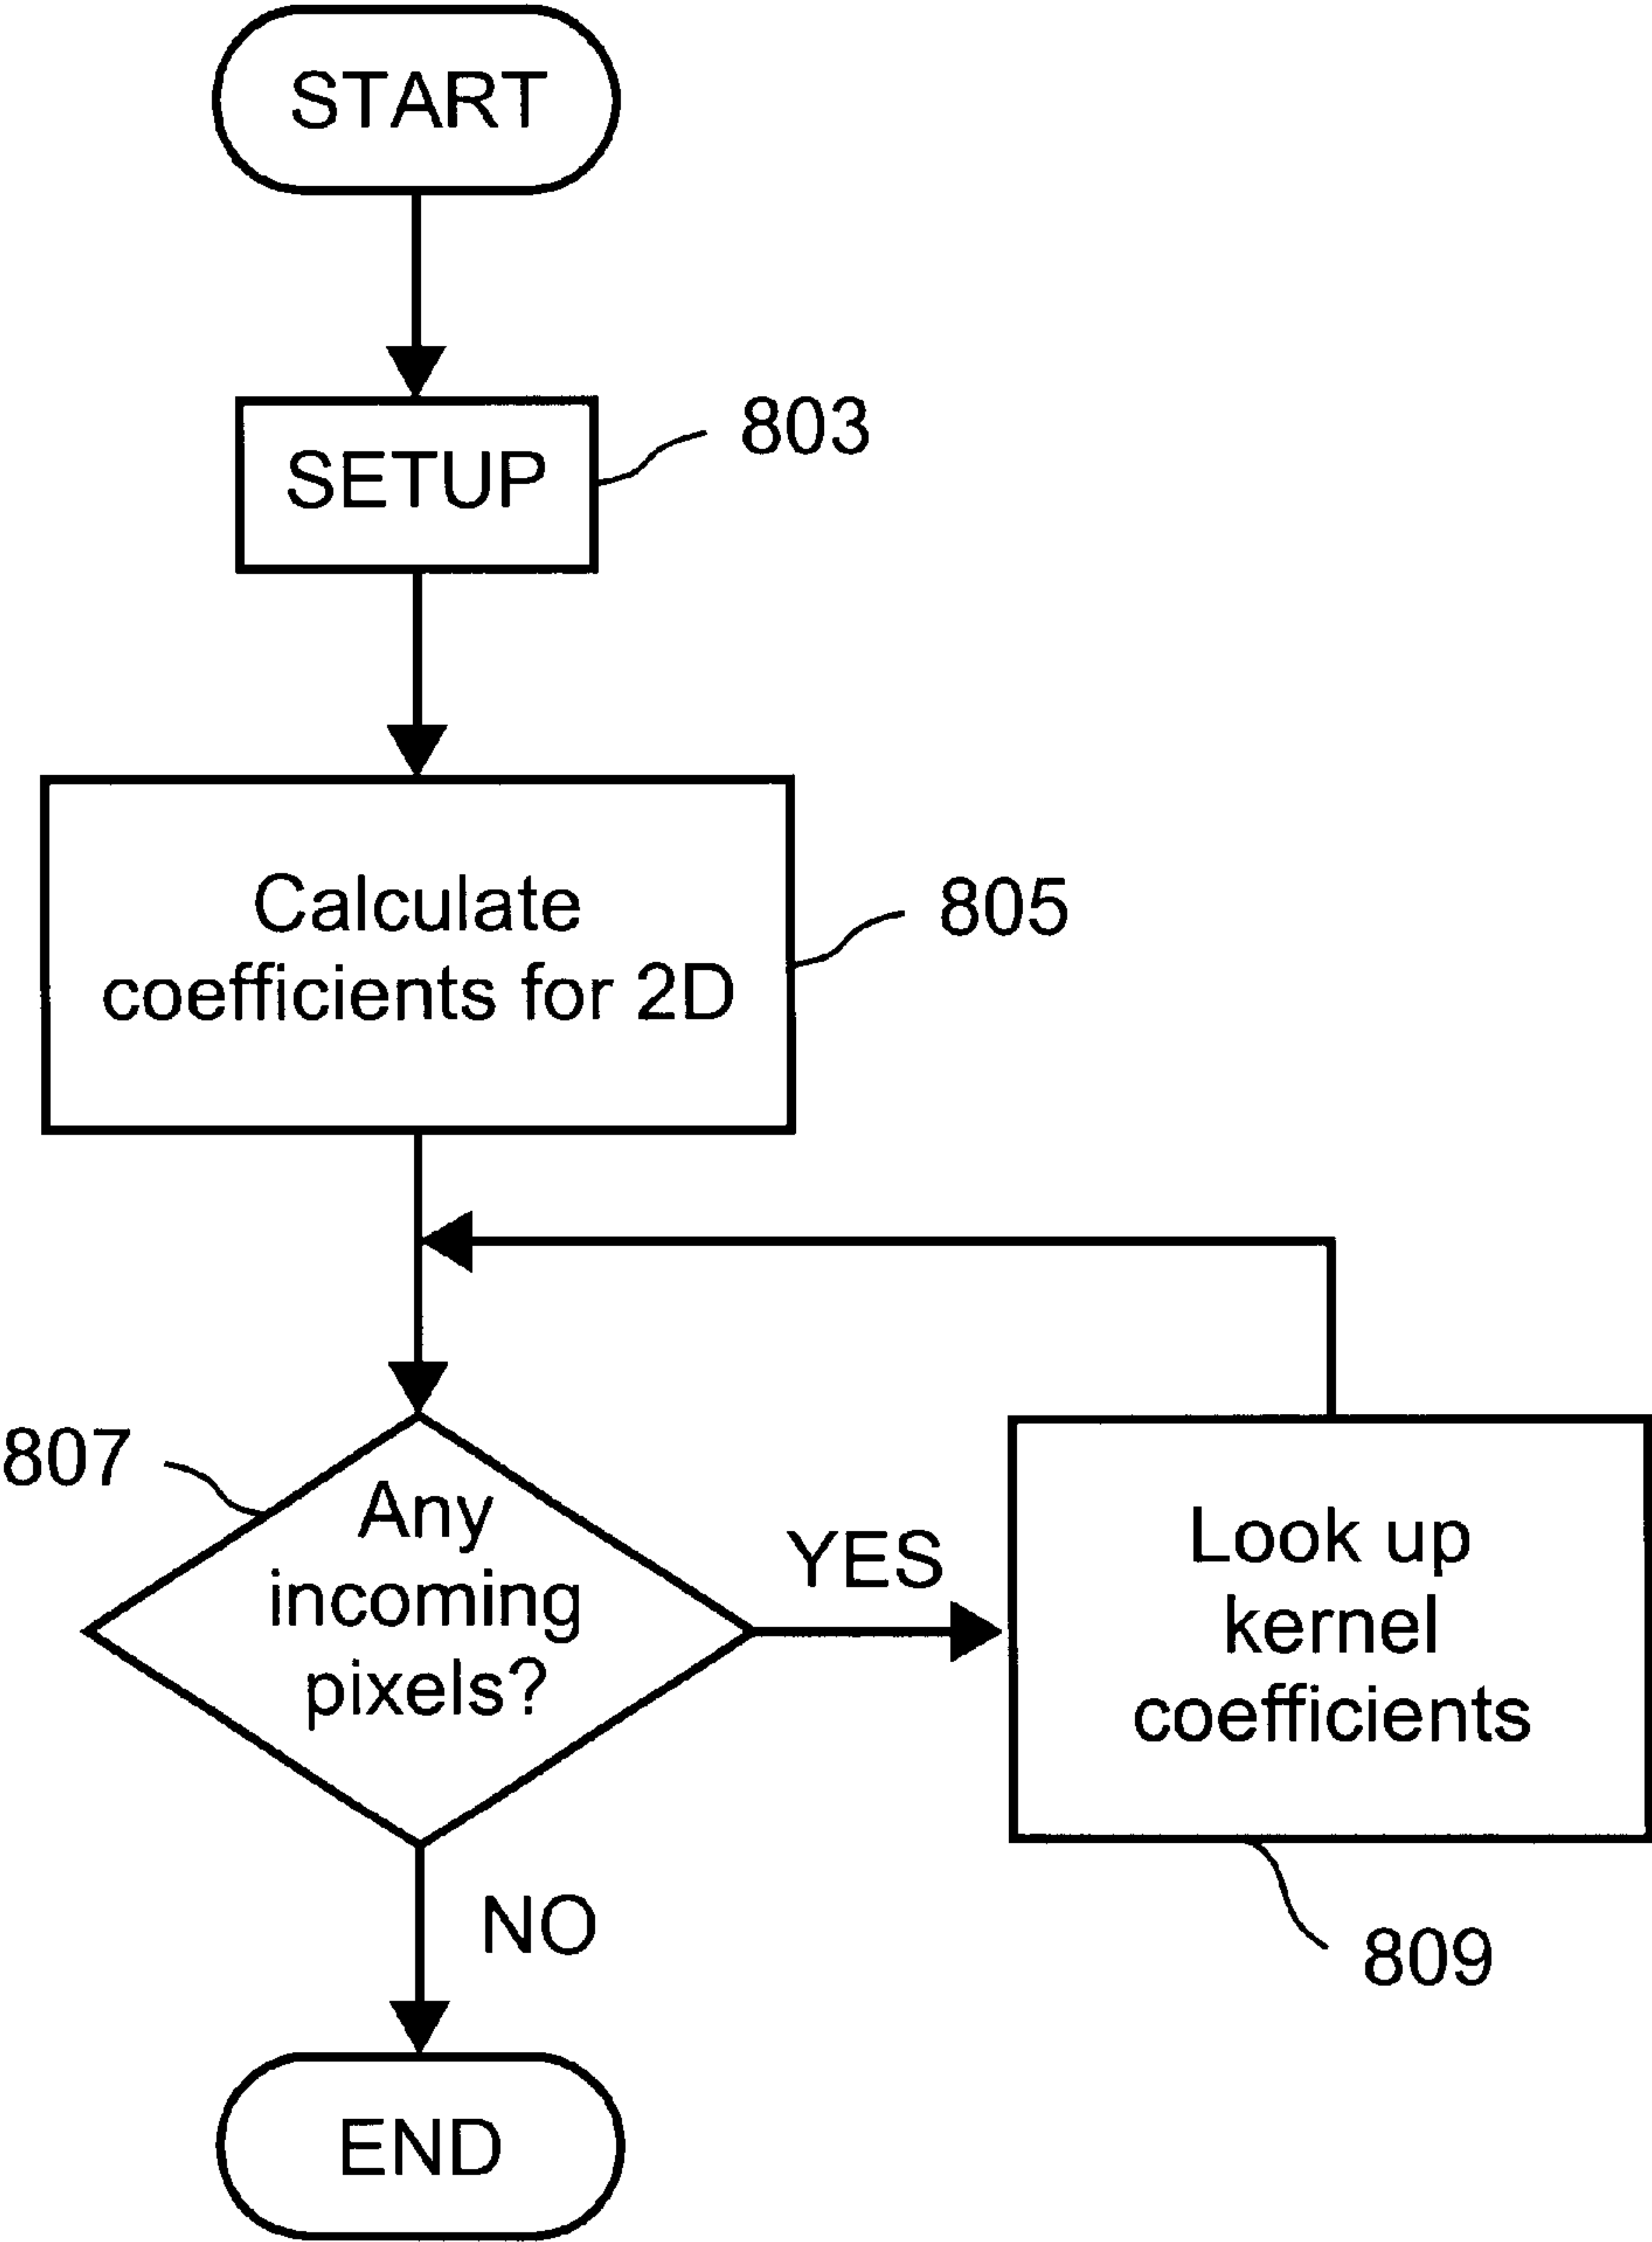 START
SETUP
803
Calculate
coefficients for 2D
805
807
Any
incoming
pixels?
YES
Look up
kernel
coefficients
809
NO
END